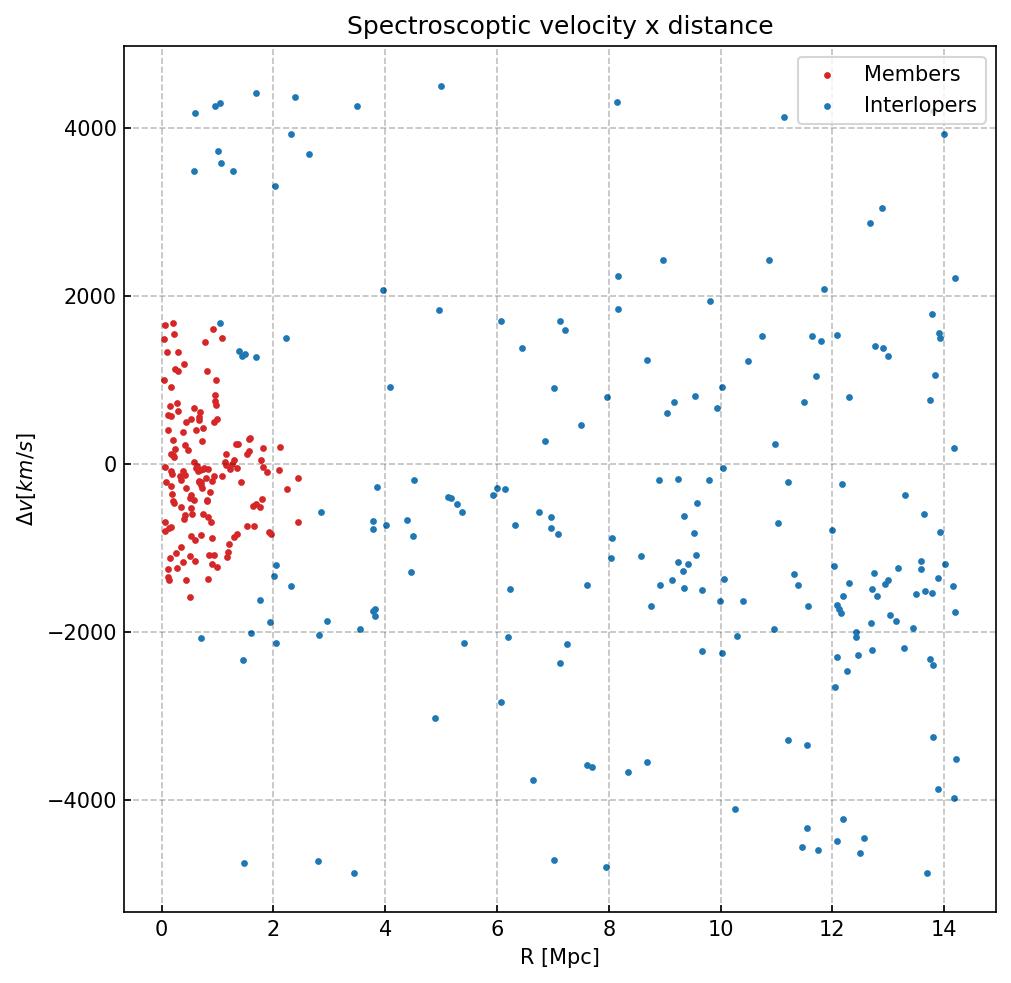 Spectroscoptic velocity x distance
Members
Interlopers
4000
2000
0
−2000
−4000
Δv[km/s]
0 2 4 6 8 10 12 14
R [Mpc]